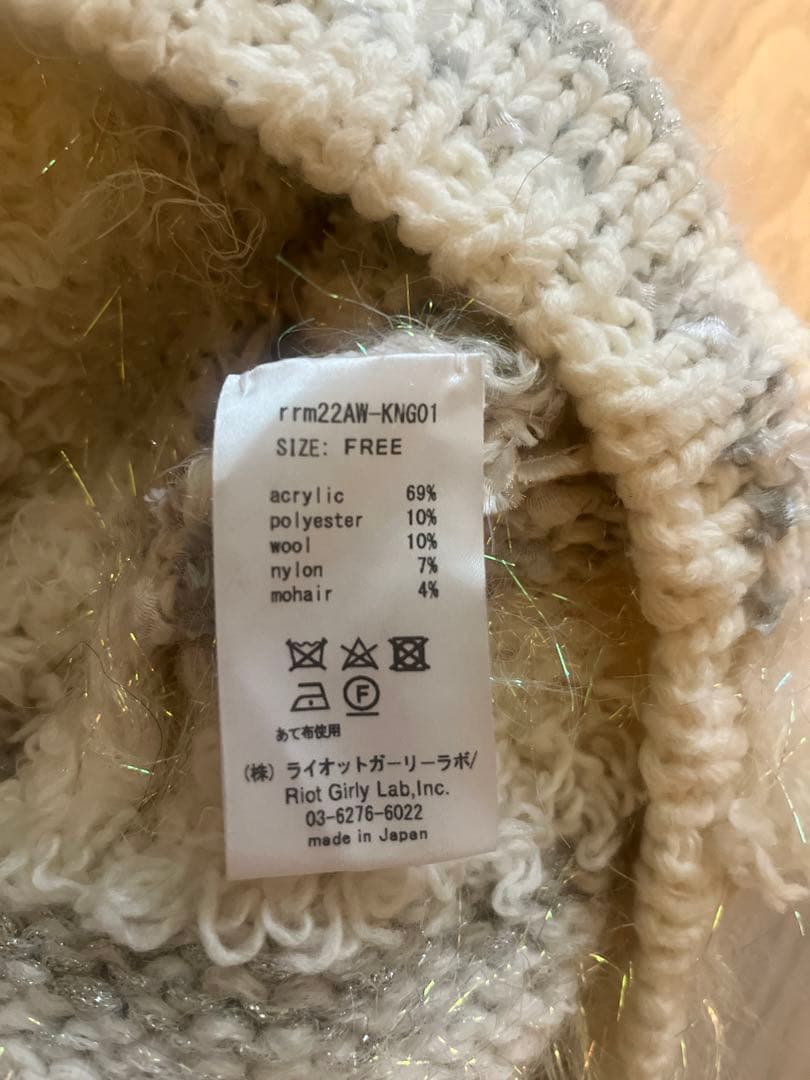 rrm22AW-KNG01
SIZE: FREE
acrylic 69%
polyester 10%
wool 10%
nylon 7%
mohair 4%
F
あて布使用
(株) ライオットガーリーラボ/
Riot Girly Lab,Inc.
03-6276-6022
made in Japan